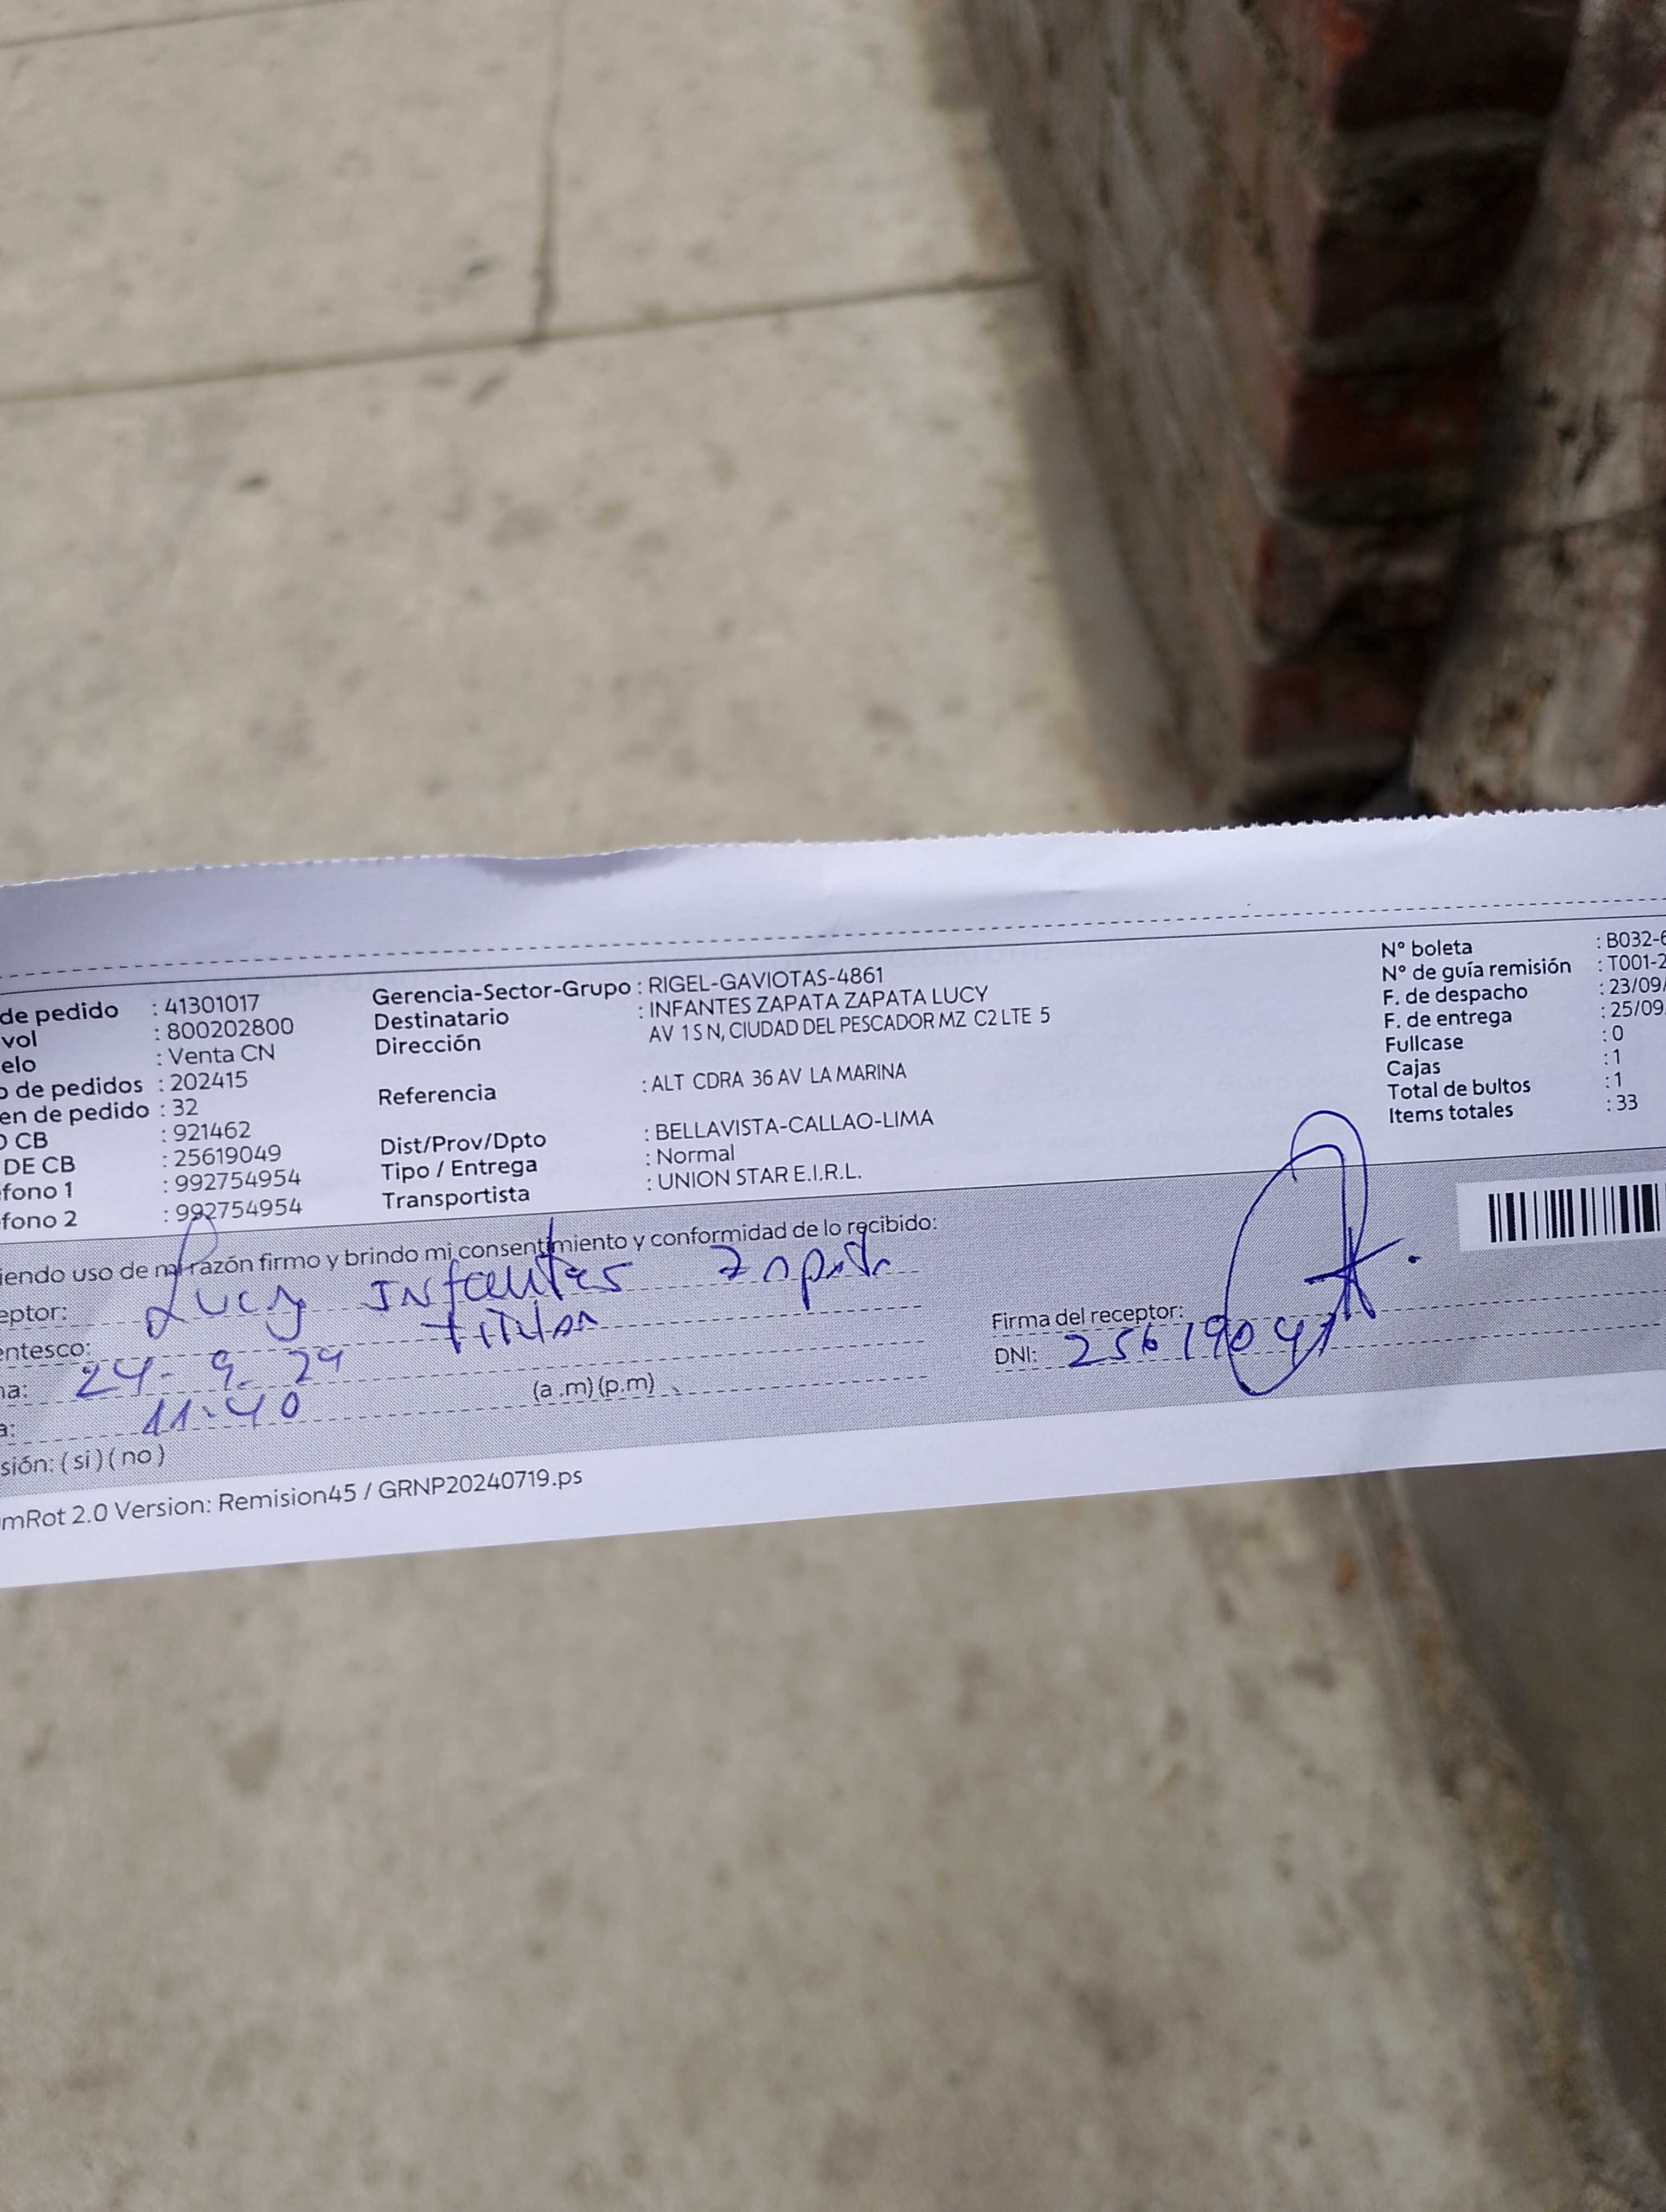 de pedido : 41301017
vol : 800202800
elo : Venta CN
o de pedidos : 202415
en de pedido : 32
O CB : 921462
DE CB : 25619049
fono 1 : 992754954
fono 2 : 992754954
Gerencia-Sector-Grupo : RIGEL-GAVIOTAS-4861
Destinatario : INFANTES ZAPATA ZAPATA LUCY
Dirección AV 1 S N, CIUDAD DEL PESCADOR MZ C2 LTE 5
Referencia : ALT CDRA 36 AV LA MARINA
Dist/Prov/Dpto : BELLAVISTA-CALLAO-LIMA
Tipo / Entrega : Normal
Transportista : UNION STAR E.I.R.L.
N° boleta : B032-6
N° de guía remisión : T001-2
F. de despacho : 23/09/
F. de entrega : 25/09
Fullcase : 0
Cajas : 1
Total de bultos : 1
Items totales : 33
iendo uso de mi razón firmo y brindo mi consentimiento y conformidad de lo recibido:
eptor: Lucy Infantes Zapata
entesco: titular
na: 24-9-24
a: 11:40 (a.m) (p.m)
sión: (si) (no)
Firma del receptor:
DNI: 25619049
mRot 2.0 Version: Remision45 / GRNP20240719.ps